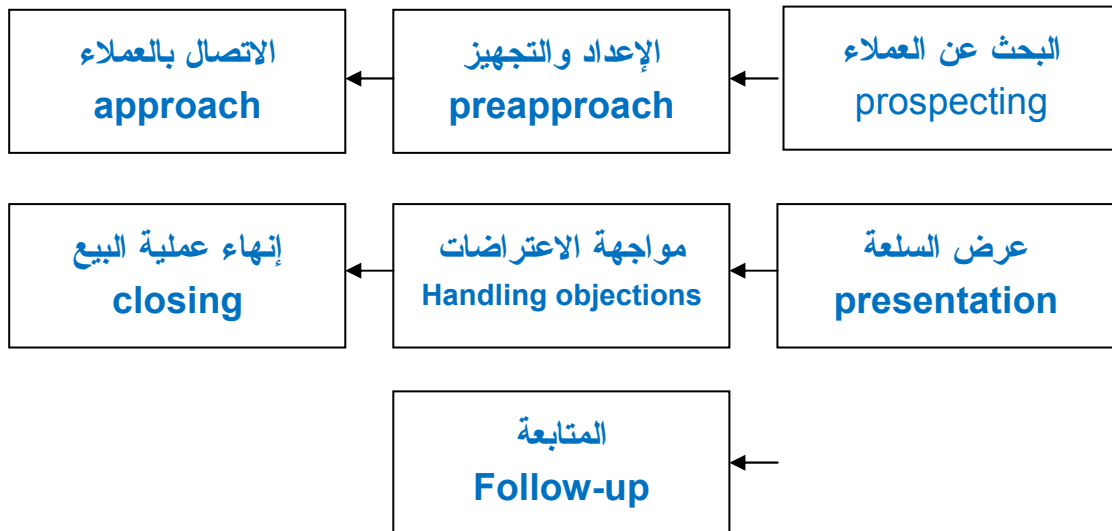 البحث عن العملاء
prospecting
الإعداد والتجهيز
preapproach
الاتصال بالعملاء
approach
عرض السلعة
presentation
مواجهة الاعتراضات
Handling objections
إنهاء عملية البيع
closing
المتابعة
Follow-up